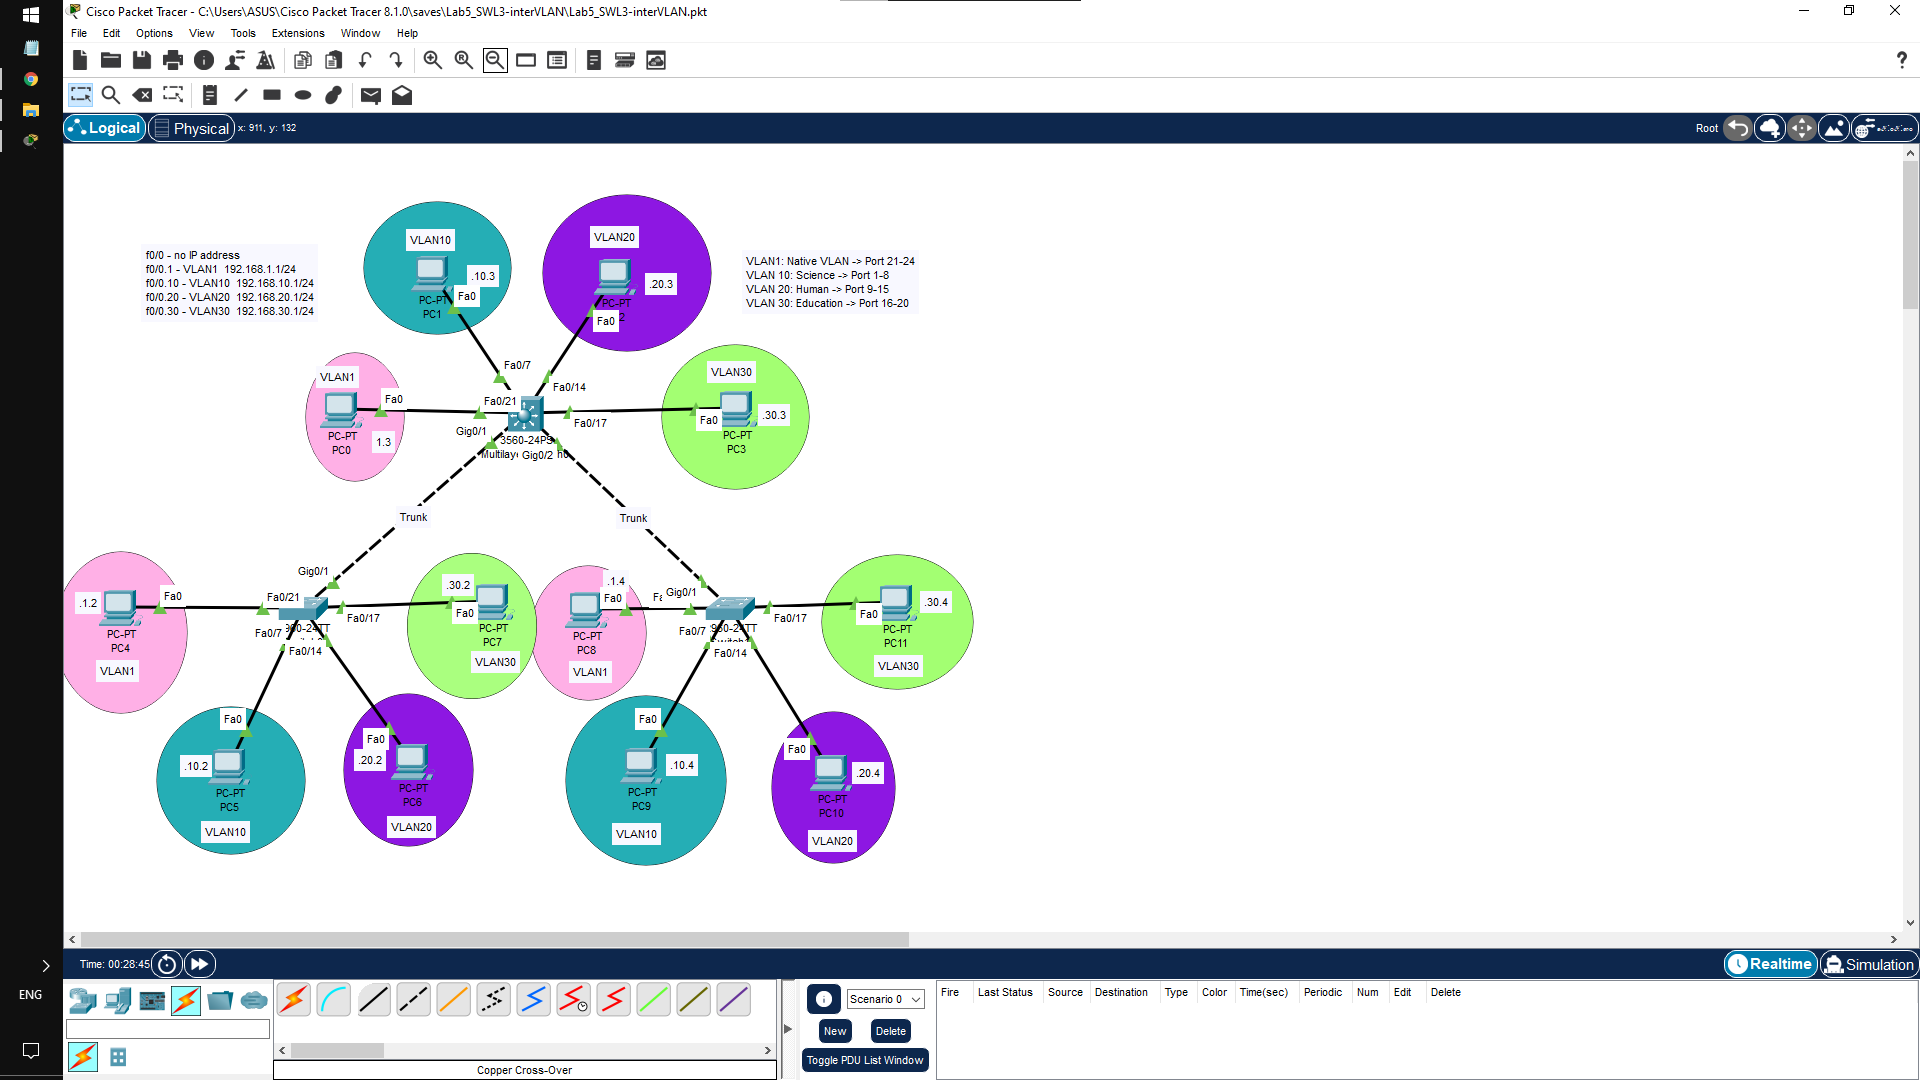 Cisco Packet Tracer - C:\Users\ASUS\Cisco Packet Tracer 8.1.0\saves\Lab5_SWL3-interVLAN\Lab5_SWL3-interVLAN.pkt
File Edit Options View Tools Extensions Window Help
?
Logical Physical x: 911, y: 132 Root
VLAN10
VLAN20
f0/0 - no IP address
f0/0.1 - VLAN1 192.168.1.1/24
f0/0.10 - VLAN10 192.168.10.1/24
f0/0.20 - VLAN20 192.168.20.1/24
f0/0.30 - VLAN30 192.168.30.1/24
VLAN1: Native VLAN -> Port 21-24
VLAN 10: Science -> Port 1-8
VLAN 20: Human -> Port 9-15
VLAN 30: Education -> Port 16-20
.10.3
.20.3
Fa0
PC-PT
PC1
PC-PT
2
Fa0
Fa0/7
Fa0/14
VLAN1
VLAN30
Fa0
Fa0/21
Fa0/17
Fa0
.30.3
PC-PT
PC0
1.3
Gig0/1
3560-24PS
Gig0/2
PC-PT
PC3
Trunk
Trunk
Gig0/1
.1.2
Fa0
Fa0/21
.30.2
Fa0
Fa0/17
.1.4
Fa0
Gig0/1
Fa0/17
Fa0
.30.4
PC-PT
PC4
VLAN1
Fa0/7
Fa0/14
PC-PT
PC7
VLAN30
PC-PT
PC8
VLAN1
Fa0/7
Fa0/14
PC-PT
PC11
VLAN30
Fa0
Fa0
Fa0
Fa0
.10.2
.20.2
.10.4
.20.4
PC-PT
PC5
VLAN10
PC-PT
PC6
VLAN20
PC-PT
PC9
VLAN10
PC-PT
PC10
VLAN20
Time: 00:28:45
Realtime Simulation
ENG
Scenario 0
New Delete
Toggle PDU List Window
Fire Last Status Source Destination Type Color Time(sec) Periodic Num Edit Delete
Copper Cross-Over